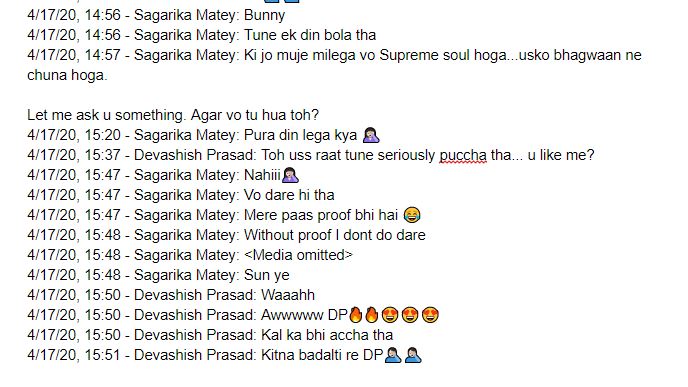 4/17/20, 14:56 - Sagarika Matey: Bunny
4/17/20, 14:56 - Sagarika Matey: Tune ek din bola tha
4/17/20, 14:57 - Sagarika Matey: Ki jo muje milega vo Supreme soul hoga...usko bhagwaan ne
chuna hoga.
Let me ask u something. Agar vo tu hua toh?
4/17/20, 15:20 - Sagarika Matey: Pura din lega kya 🤦🏻‍♀️
4/17/20, 15:37 - Devashish Prasad: Toh uss raat tune seriously puccha tha... u like me?
4/17/20, 15:47 - Sagarika Matey: Nahiii🤦🏻‍♀️
4/17/20, 15:47 - Sagarika Matey: Vo dare hi tha
4/17/20, 15:47 - Sagarika Matey: Mere paas proof bhi hai 😂
4/17/20, 15:48 - Sagarika Matey: Without proof I dont do dare
4/17/20, 15:48 - Sagarika Matey: <Media omitted>
4/17/20, 15:48 - Sagarika Matey: Sun ye
4/17/20, 15:50 - Devashish Prasad: Waaahh
4/17/20, 15:50 - Devashish Prasad: Awwwww DP🔥🔥😍😍😍
4/17/20, 15:50 - Devashish Prasad: Kal ka bhi accha tha
4/17/20, 15:51 - Devashish Prasad: Kitna badalti re DP🤦🏻‍♂️🤦🏻‍♂️